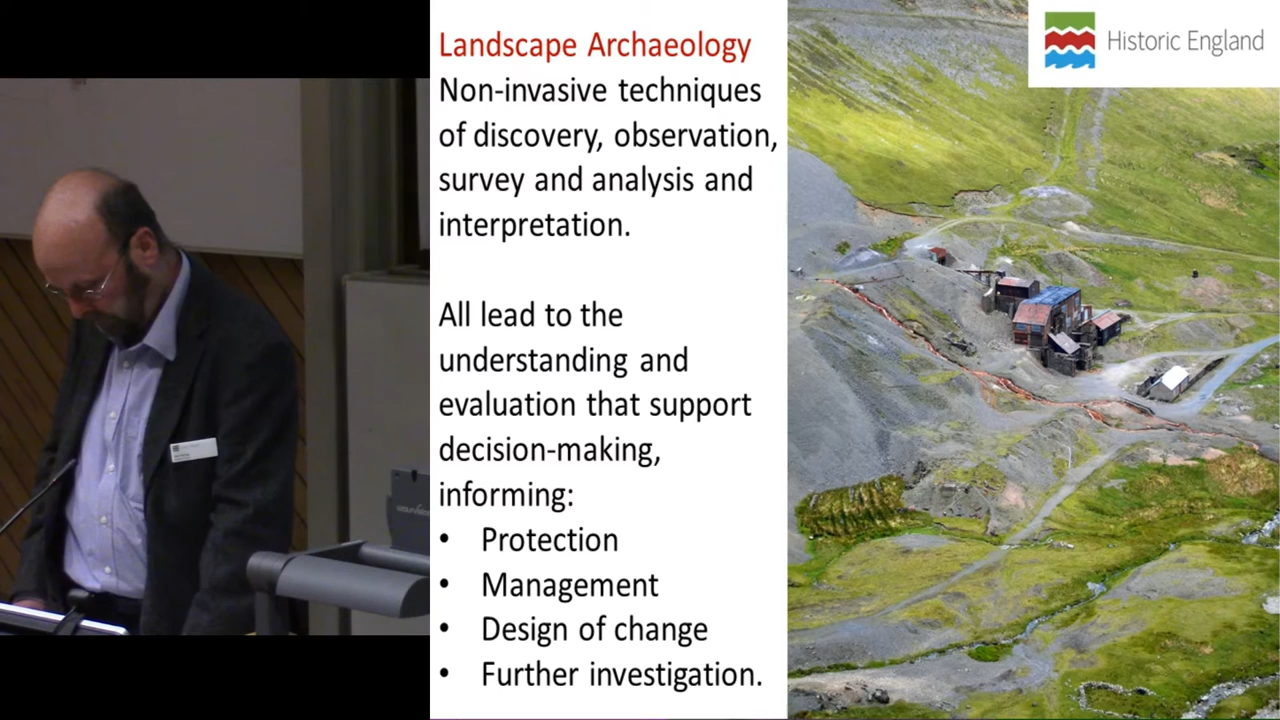 Landscape Archaeology
Non-invasive techniques
of discovery, observation,
survey and analysis and
interpretation.
All lead to the
understanding and
evaluation that support
decision-making,
informing:
• Protection
• Management
• Design of change
• Further investigation.
Historic England